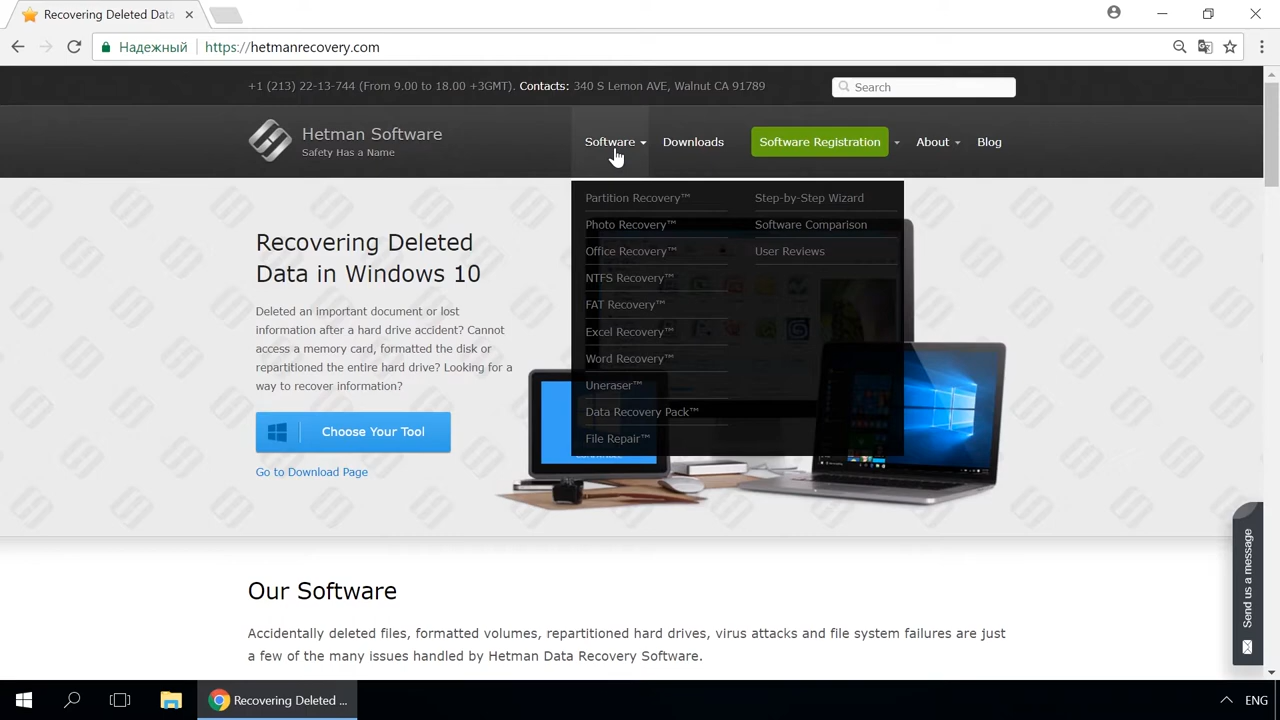 Recovering Deleted Data
Надежный
https://hetmanrecovery.com
+1 (213) 22-13-744 (From 9.00 to 18.00 +3GMT). Contacts: 340 S Lemon AVE, Walnut CA 91789
Search
Hetman Software
Safety Has a Name
Software
Downloads
Software Registration
About
Blog
Partition Recovery™
Photo Recovery™
Office Recovery™
NTFS Recovery™
FAT Recovery™
Excel Recovery™
Word Recovery™
Uneraser™
Data Recovery Pack™
File Repair™
Step-by-Step Wizard
Software Comparison
User Reviews
Recovering Deleted
Data in Windows 10
Deleted an important document or lost
information after a hard drive accident? Cannot
access a memory card, formatted the disk or
repartitioned the entire hard drive? Looking for a
way to recover information?
Choose Your Tool
Go to Download Page
Send us a message
Our Software
Accidentally deleted files, formatted volumes, repartitioned hard drives, virus attacks and file system failures are just
a few of the many issues handled by Hetman Data Recovery Software.
Recovering Deleted ...
ENG